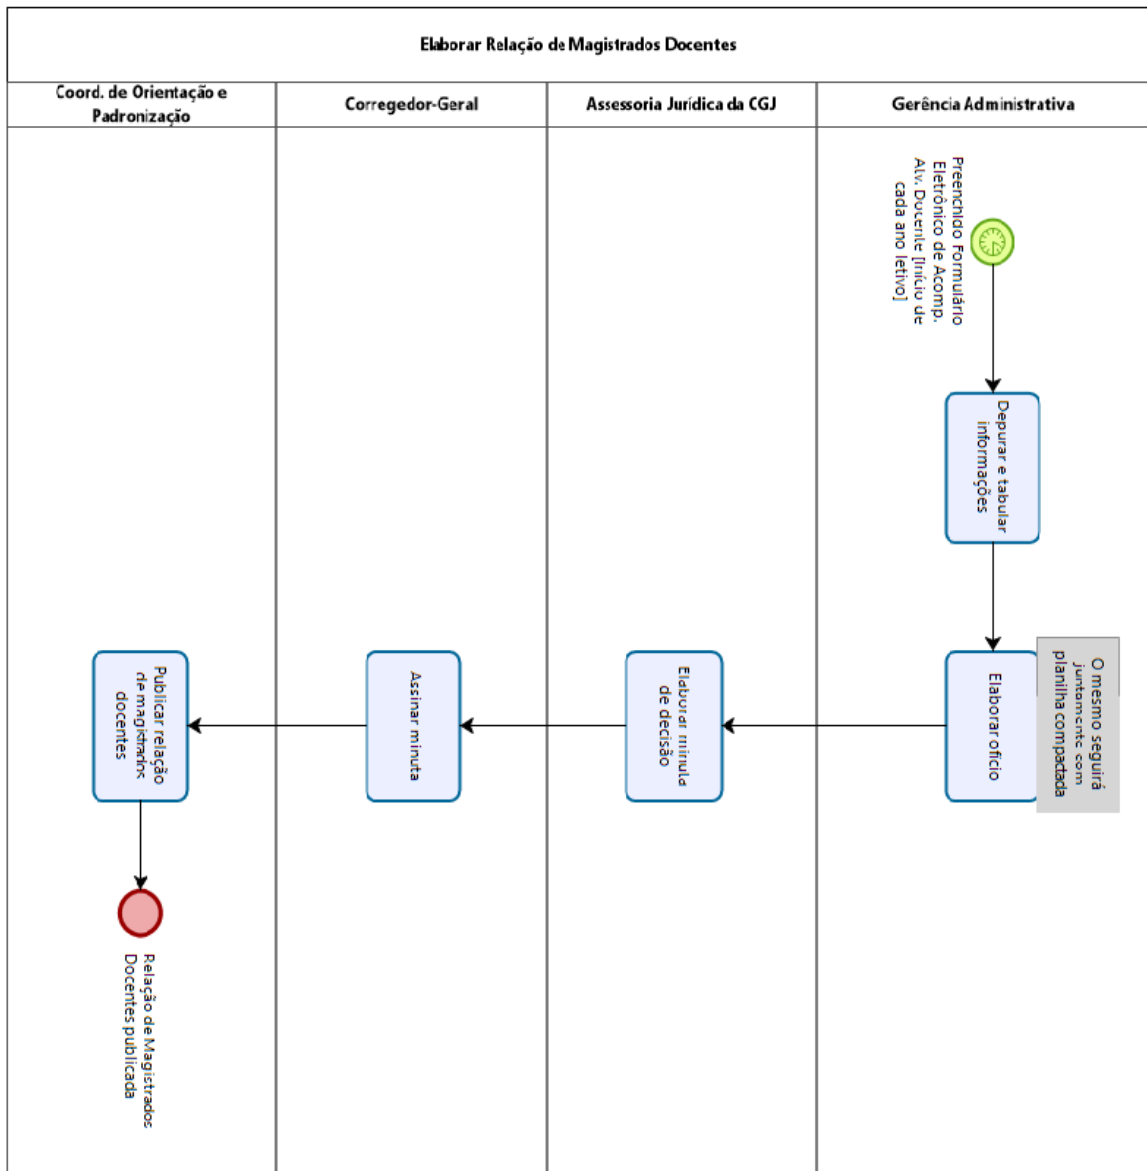 Elaborar Relação de Magistrados Docentes
Coord. de Orientação e
Padronização
Corregedor-Geral
Assessoria Jurídica da CGJ
Gerência Administrativa
Preenchido Formulário
Eletrônico de Acomp.
Alv. Docente [Início de
cada ano letivo]
Depurar e tabular
informações
O mesmo seguirá
juntamente com
planilha compactada
Elaborar ofício
Elaborar minuta
de decisão
Assinar minuta
Publicar relação
de magistrados
docentes
Relação de Magistrados
Docentes publicada